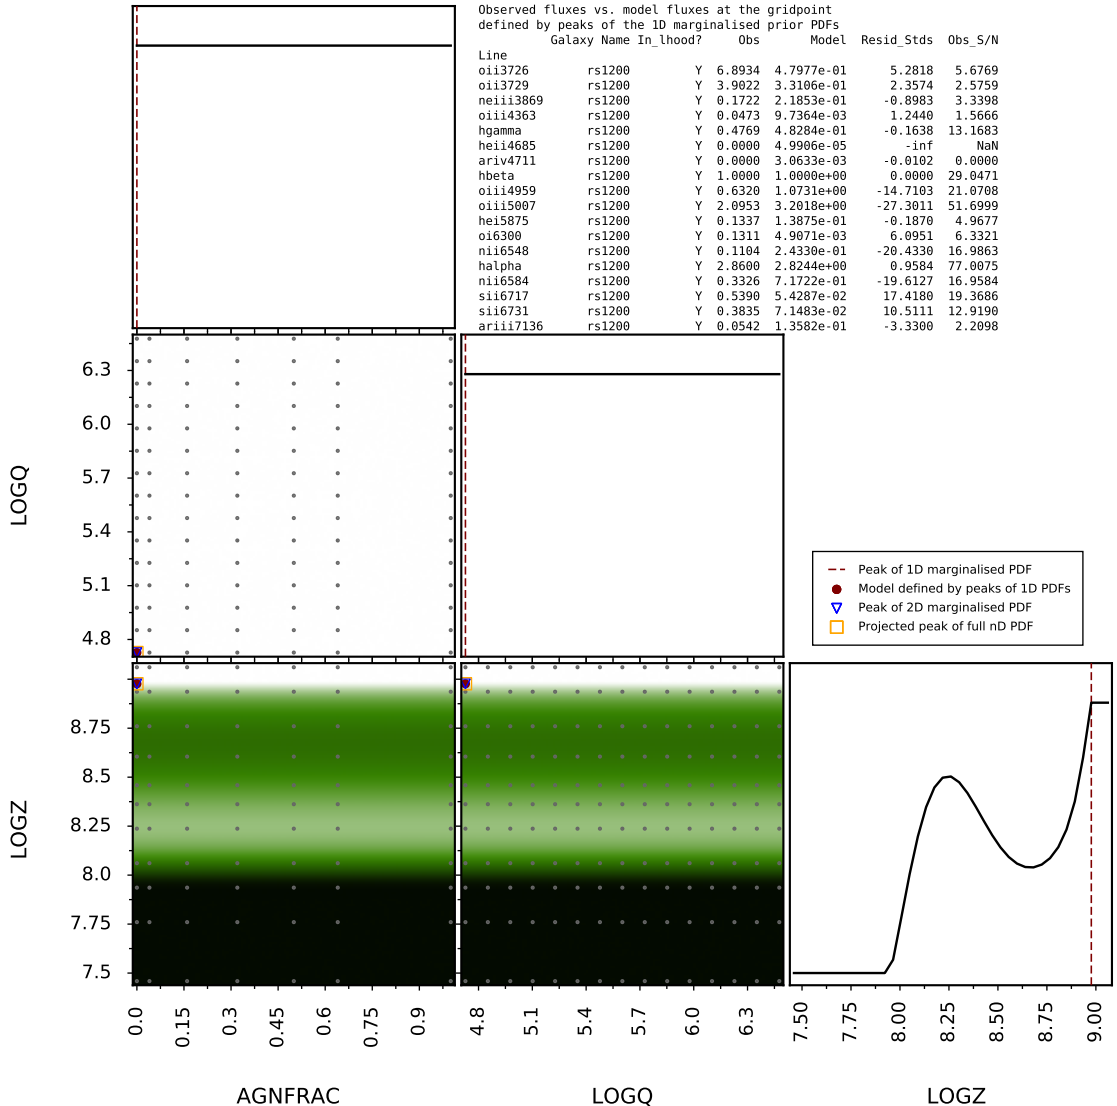 Observed fluxes vs. model fluxes at the gridpoint
defined by peaks of the 1D marginalised prior PDFs
Galaxy Name In_lhood? Obs Model Resid_Stds Obs_S/N
Line
oii3726 rs1200 Y 6.8934 4.7977e-01 5.2818 5.6769
oii3729 rs1200 Y 3.9022 3.3106e-01 2.3574 2.5759
neiii3869 rs1200 Y 0.1722 2.1853e-01 -0.8983 3.3398
oiii4363 rs1200 Y 0.0473 9.7364e-03 1.2440 1.5666
hgamma rs1200 Y 0.4769 4.8284e-01 -0.1638 13.1683
heii4685 rs1200 Y 0.0000 4.9906e-05 -inf NaN
ariv4711 rs1200 Y 0.0000 3.0633e-03 -0.0102 0.0000
hbeta rs1200 Y 1.0000 1.0000e+00 0.0000 29.0471
oiii4959 rs1200 Y 0.6320 1.0731e+00 -14.7103 21.0708
oiii5007 rs1200 Y 2.0953 3.2018e+00 -27.3011 51.6999
hei5875 rs1200 Y 0.1337 1.3875e-01 -0.1870 4.9677
oi6300 rs1200 Y 0.1311 4.9071e-03 6.0951 6.3321
nii6548 rs1200 Y 0.1104 2.4330e-01 -20.4330 16.9863
halpha rs1200 Y 2.8600 2.8244e+00 0.9584 77.0075
nii6584 rs1200 Y 0.3326 7.1722e-01 -19.6127 16.9584
sii6717 rs1200 Y 0.5390 5.4287e-02 17.4180 19.3686
sii6731 rs1200 Y 0.3835 7.1483e-02 10.5111 12.9190
ariii7136 rs1200 Y 0.0542 1.3582e-01 -3.3300 2.2098
LOGQ
6.3
6.0
5.7
5.4
5.1
4.8
Peak of 1D marginalised PDF
Model defined by peaks of 1D PDFs
Peak of 2D marginalised PDF
Projected peak of full nD PDF
LOGZ
8.75
8.5
8.25
8.0
7.75
7.5
0.0 0.15 0.3 0.45 0.6 0.75 0.9
4.8 5.1 5.4 5.7 6.0 6.3
7.50 7.75 8.00 8.25 8.50 8.75 9.00
AGNFRAC LOGQ LOGZ